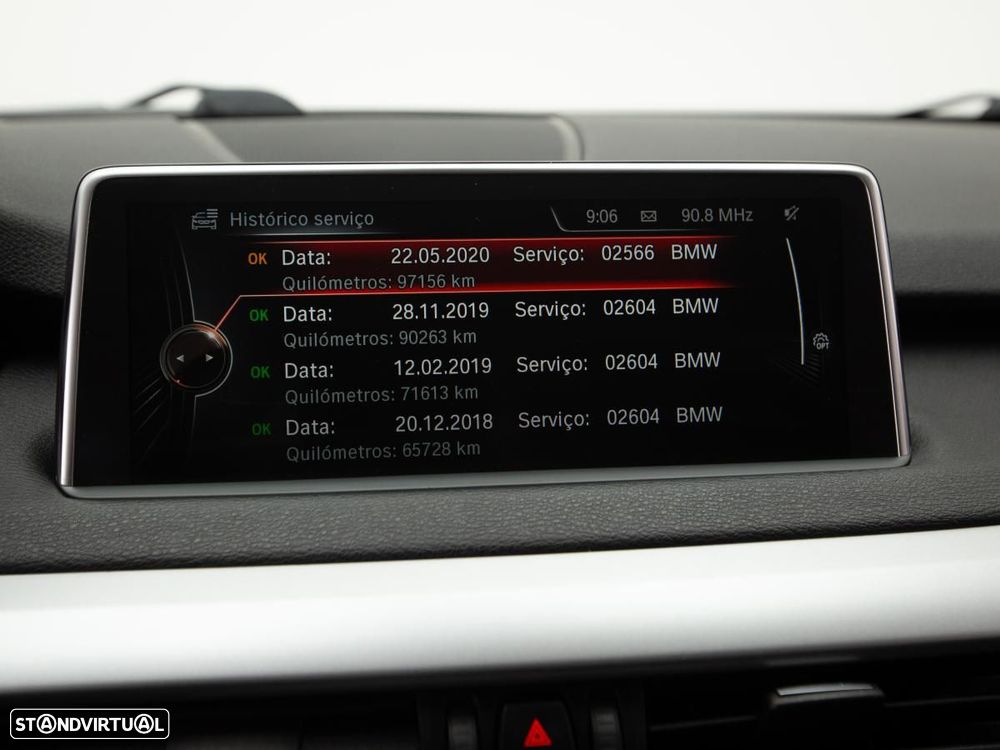 Histórico serviço 9:06 90.8 MHz
OK Data: 22.05.2020 Serviço: 02566 BMW
Quilómetros: 97156 km
OK Data: 28.11.2019 Serviço: 02604 BMW
Quilómetros: 90263 km
OK Data: 12.02.2019 Serviço: 02604 BMW
Quilómetros: 71613 km
OK Data: 20.12.2018 Serviço: 02604 BMW
Quilómetros: 65728 km
OPT
STANDVIRTUAL